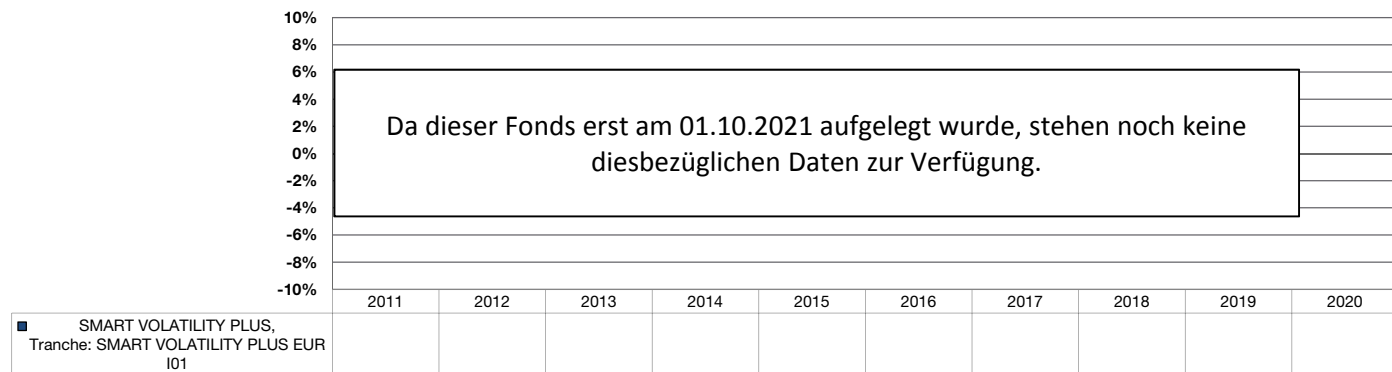 10%
8%
6%
4%
2%
0%
-2%
-4%
-6%
-8%
-10%
Da dieser Fonds erst am 01.10.2021 aufgelegt wurde, stehen noch keine
diesbezüglichen Daten zur Verfügung.
2011 2012 2013 2014 2015 2016 2017 2018 2019 2020
SMART VOLATILITY PLUS,
Tranche: SMART VOLATILITY PLUS EUR
I01